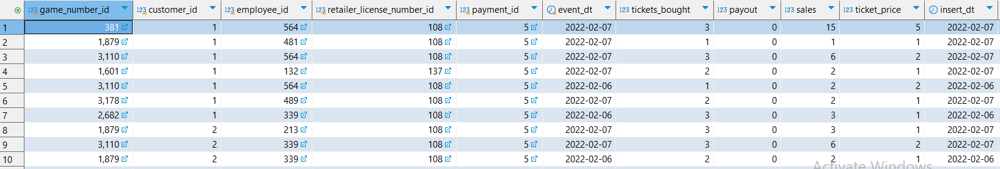 123 game_number_id 123 customer_id 123 employee_id 123 retailer_license_number_id 123 payment_id event_dt 123 tickets_bought 123 payout 123 sales 123 ticket_price insert_dt
1 381 1 564 108 5 2022-02-07 3 0 15 5 2022-02-07
2 1,879 1 481 108 5 2022-02-07 1 0 1 1 2022-02-07
3 3,110 1 564 108 5 2022-02-07 3 0 6 2 2022-02-07
4 1,601 1 132 137 5 2022-02-07 2 0 2 1 2022-02-07
5 3,110 1 564 108 5 2022-02-06 1 0 2 2 2022-02-06
6 3,178 1 489 108 5 2022-02-07 2 0 2 1 2022-02-07
7 2,682 1 339 108 5 2022-02-06 3 0 3 1 2022-02-06
8 1,879 2 213 108 5 2022-02-07 3 0 3 1 2022-02-07
9 3,110 2 339 108 5 2022-02-07 3 0 6 2 2022-02-07
10 1,879 2 339 108 5 2022-02-06 2 0 2 1 2022-02-06
Activate Windows